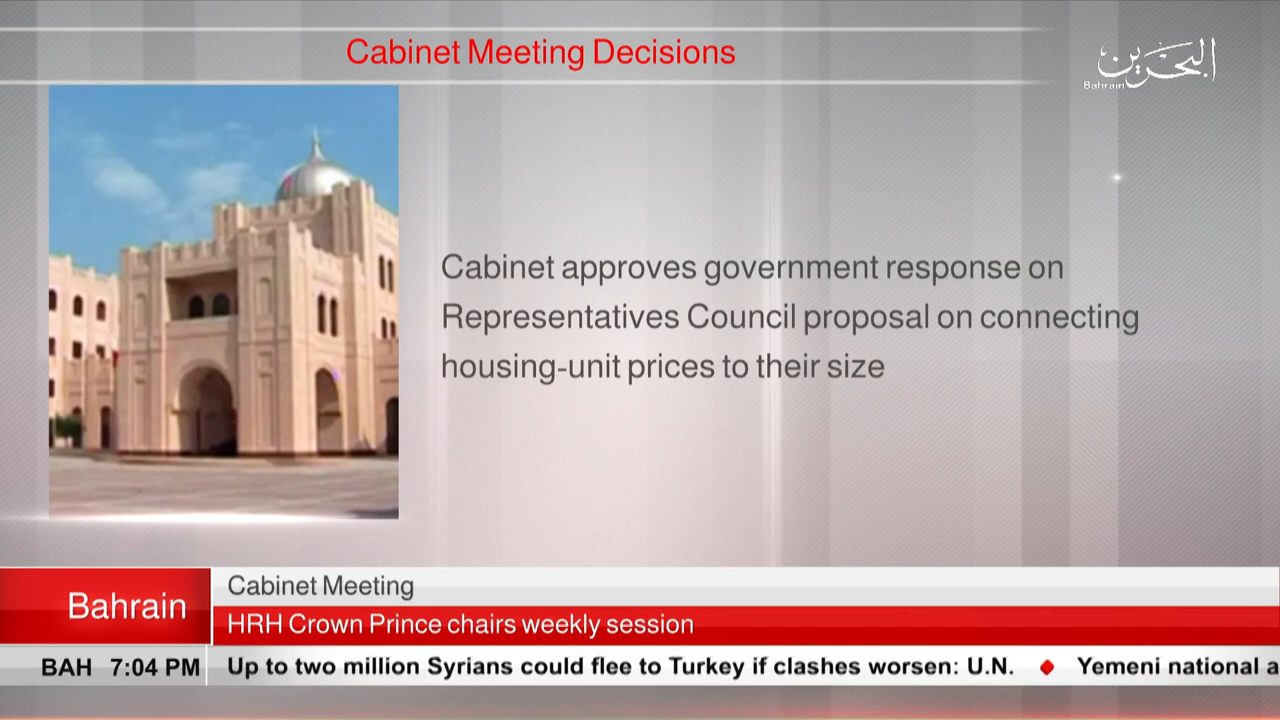 Cabinet Meeting Decisions
البحرين
Bahrain
Cabinet approves government response on
Representatives Council proposal on connecting
housing-unit prices to their size
Bahrain
Cabinet Meeting
HRH Crown Prince chairs weekly session
BAH 7:04 PM
Up to two million Syrians could flee to Turkey if clashes worsen: U.N. Yemeni national a